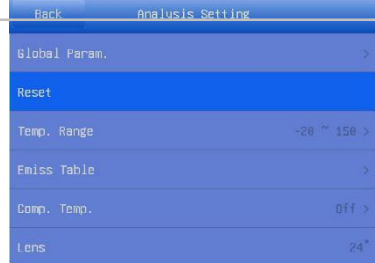 Back Analysis Setting
Global Param. >
Reset
Temp. Range -20 ~ 150 >
Emiss Table >
Comp. Temp. Off >
Lens 24°